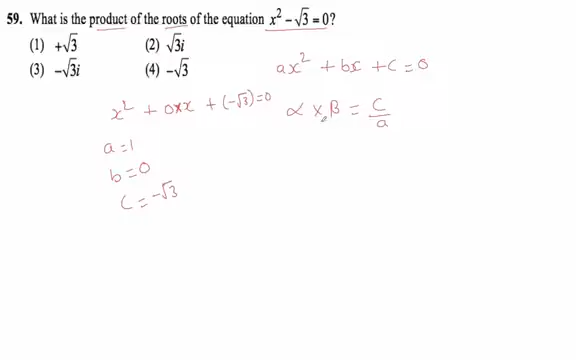 59. What is the product of the roots of the equation x² − √3 = 0?
(1) +√3 (2) √3i
(3) −√3i (4) −√3
ax² + bx + c = 0
x² + 0×x + (−√3) = 0
α × β = c/a
a = 1
b = 0
c = −√3